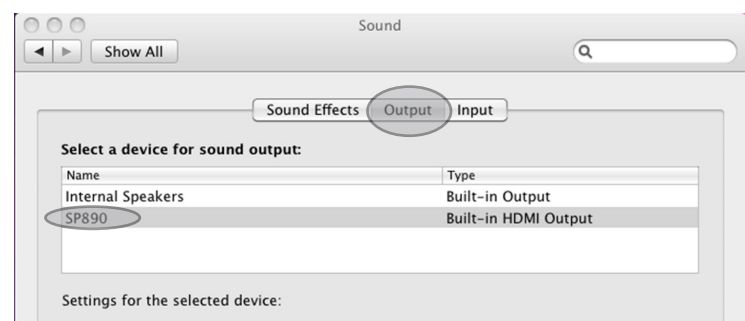 Sound
Show All
Sound Effects Output Input
Select a device for sound output:
Name Type
Internal Speakers Built-in Output
SP890 Built-in HDMI Output
Settings for the selected device: